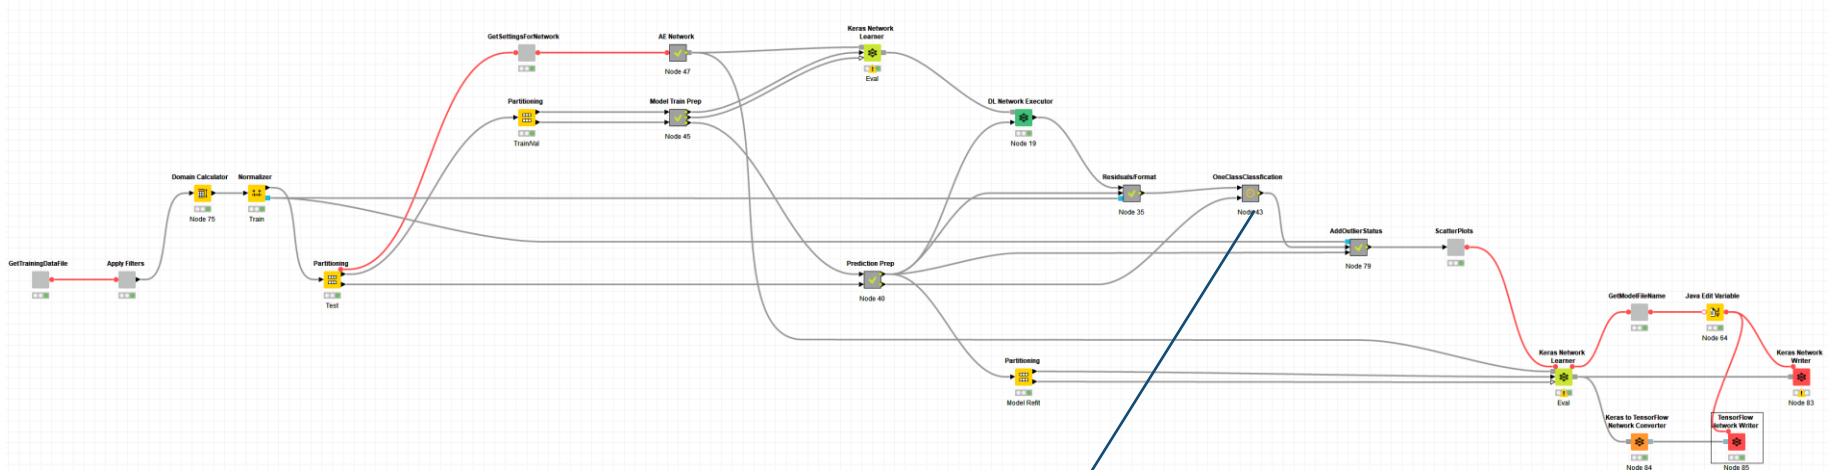 GetSettingsForNetwork
AE Network
Node 47
Keras Network
Learner
Eval
Partitioning
Train/Val
Model Train Prep
Node 45
DL Network Executor
Node 19
Domain Calculator
Node 75
Normalizer
Train
Residuals/Format
Node 35
OneClassClassfication
Node 43
AddOutlierStatus
Node 79
ScatterPlots
GetTrainingDataFile
Apply Filters
Partitioning
Test
Prediction Prep
Node 40
GetModelFileName
Java Edit Variable
Node 64
Partitioning
Model Refit
Keras Network
Learner
Eval
Keras Network
Writer
Node 83
Keras to TensorFlow
Network Converter
Node 84
TensorFlow
Network Writer
Node 85